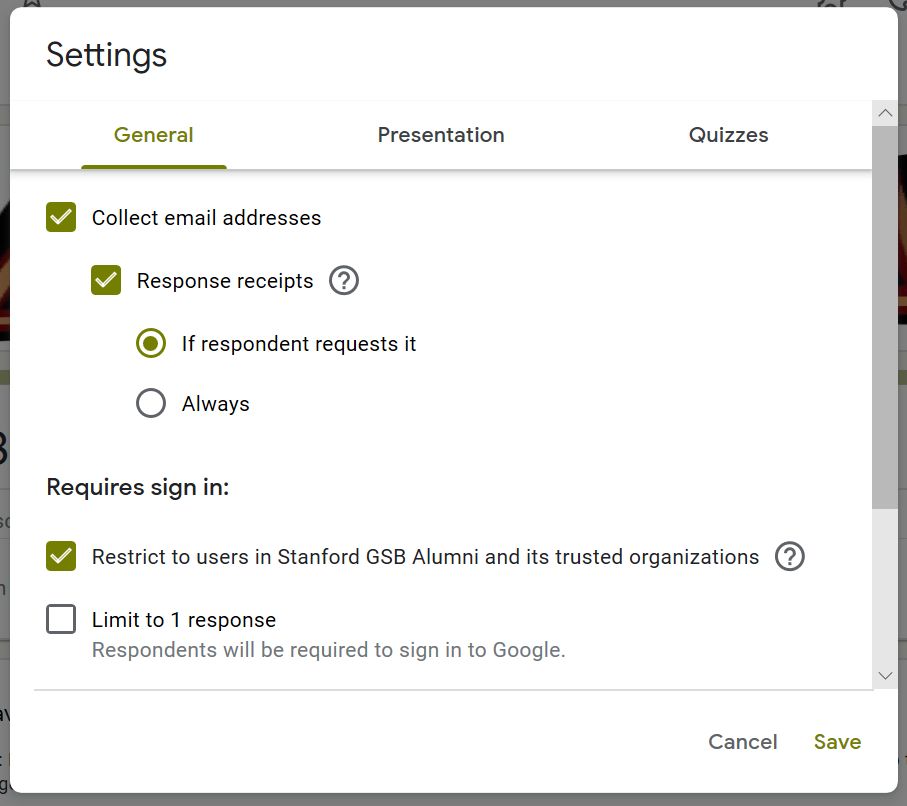 Settings
General Presentation Quizzes
Collect email addresses
Response receipts ?
If respondent requests it
Always
Requires sign in:
Restrict to users in Stanford GSB Alumni and its trusted organizations ?
Limit to 1 response
Respondents will be required to sign in to Google.
Cancel Save